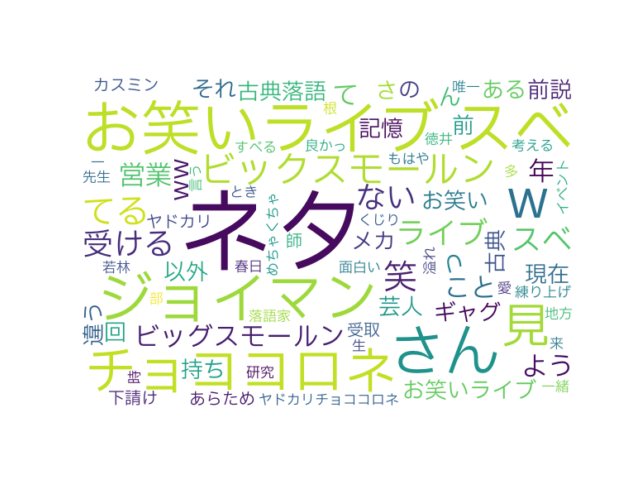 カスミン それ 古典落語 て さ の ん ある 唯一 前説
お笑いライブ スベ
根 記憶 前 徳井 考える
すべる 良かっ
一 先生 営業 ww 言う ビックスモールン もはや 多 年 イベント
てる ヤドカリ とき めちゃくちゃ ネタ ない お笑い w
受ける 師 くじり メカ ライブ 古典 スベ
若林 以外 春日 面白い 溢れ 笑 こと っ 現在
違う 回 ジョイマン 部 落語家 芸人 ギャグ 愛 練り上げ 地方
ビッグスモールン 受取 生 さん 見 来
チョココロネ 持ち 研究 よう
下請け あらため ヤドカリチョココロネ お笑いライブ 一緒